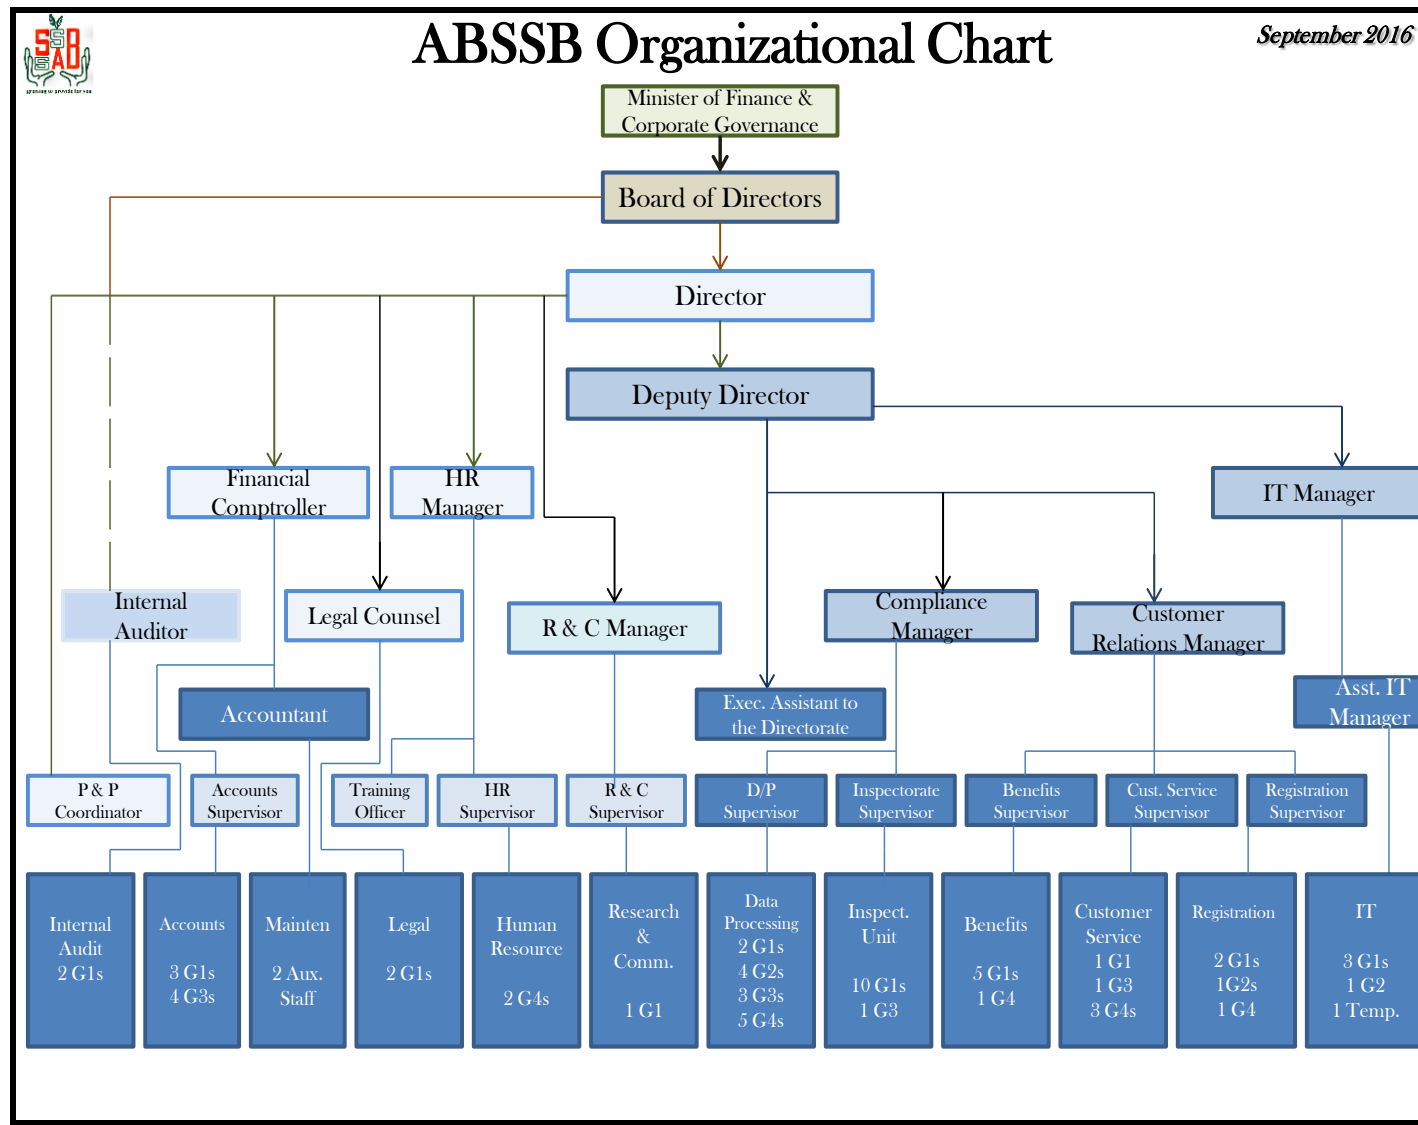 ABSSB Organizational Chart
September 2016
SSB
Growing to provide for you
Minister of Finance &
Corporate Governance
Board of Directors
Director
Deputy Director
Financial
Comptroller
HR
Manager
IT Manager
Internal
Auditor
Legal Counsel
R & C Manager
Compliance
Manager
Customer
Relations Manager
Accountant
Exec. Assistant to
the Directorate
Asst. IT
Manager
P & P
Coordinator
Accounts
Supervisor
Training
Officer
HR
Supervisor
R & C
Supervisor
D/P
Supervisor
Inspectorate
Supervisor
Benefits
Supervisor
Cust. Service
Supervisor
Registration
Supervisor
Internal
Audit
2 G1s
Accounts
3 G1s
4 G3s
Mainten
2 Aux.
Staff
Legal
2 G1s
Human
Resource
2 G4s
Research
&
Comm.
1 G1
Data
Processing
2 G1s
4 G2s
3 G3s
5 G4s
Inspect.
Unit
10 G1s
1 G3
Benefits
5 G1s
1 G4
Customer
Service
1 G1
1 G3
3 G4s
Registration
2 G1s
1G2s
1 G4
IT
3 G1s
1 G2
1 Temp.